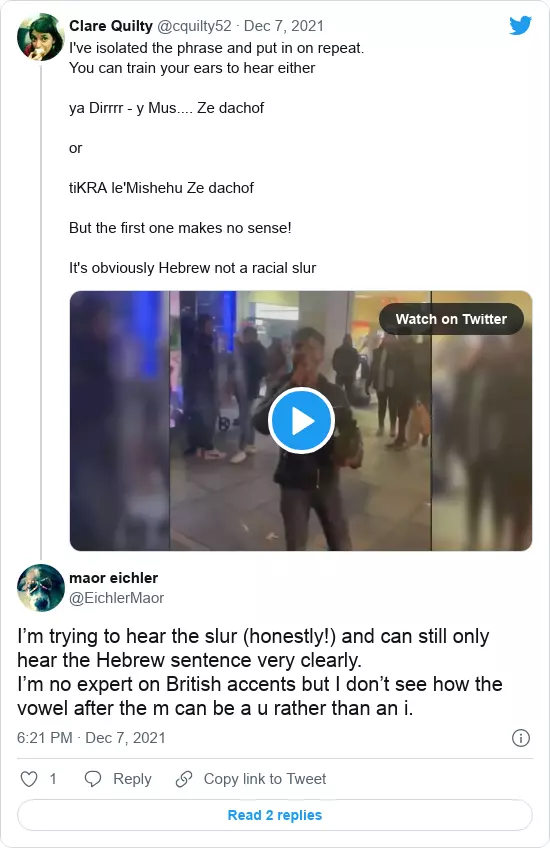 Clare Quilty @cquilty52 · Dec 7, 2021
I've isolated the phrase and put in on repeat.
You can train your ears to hear either
ya Dirrrr - y Mus.... Ze dachof
or
tiKRA le'Mishehu Ze dachof
But the first one makes no sense!
It's obviously Hebrew not a racial slur
Watch on Twitter
maor eichler
@EichlerMaor
I'm trying to hear the slur (honestly!) and can still only
hear the Hebrew sentence very clearly.
I'm no expert on British accents but I don't see how the
vowel after the m can be a u rather than an i.
6:21 PM · Dec 7, 2021
1 Reply Copy link to Tweet
Read 2 replies